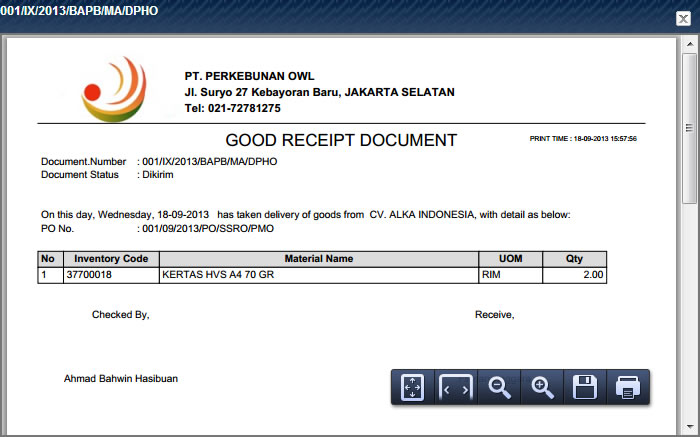 001/IX/2013/BAPB/MA/DPHO
PT. PERKEBUNAN OWL
Jl. Suryo 27 Kebayoran Baru, JAKARTA SELATAN
Tel: 021-72781275
GOOD RECEIPT DOCUMENT
PRINT TIME : 18-09-2013 15:57:56
Document.Number : 001/IX/2013/BAPB/MA/DPHO
Document Status : Dikirim
On this day, Wednesday, 18-09-2013 has taken delivery of goods from CV. ALKA INDONESIA, with detail as below:
PO No. : 001/09/2013/PO/SSRO/PMO
No Inventory Code Material Name UOM Qty
1 37700018 KERTAS HVS A4 70 GR RIM 2.00
Checked By, Receive,
Ahmad Bahwin Hasibuan